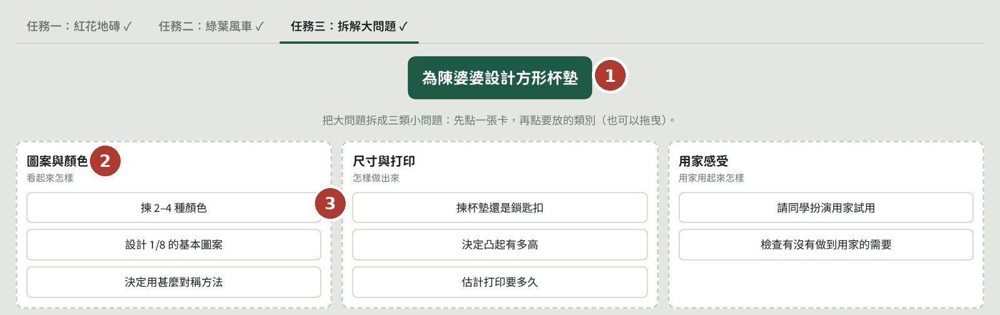 任務一：紅花地磚 ✓ 任務二：綠葉風車 ✓ 任務三：拆解大問題 ✓
為陳婆婆設計方形杯墊 1
把大問題拆成三類小問題：先點一張卡，再點要放的類別（也可以拖曳）。
圖案與顏色 2
看起來怎樣
揀 2–4 種顏色
設計 1/8 的基本圖案
決定用甚麼對稱方法
3
尺寸與打印
怎樣做出來
揀杯墊還是鎖匙扣
決定凸起有多高
估計打印要多久
用家感受
用家用起來怎樣
請同學扮演用家試用
檢查有沒有做到用家的需要